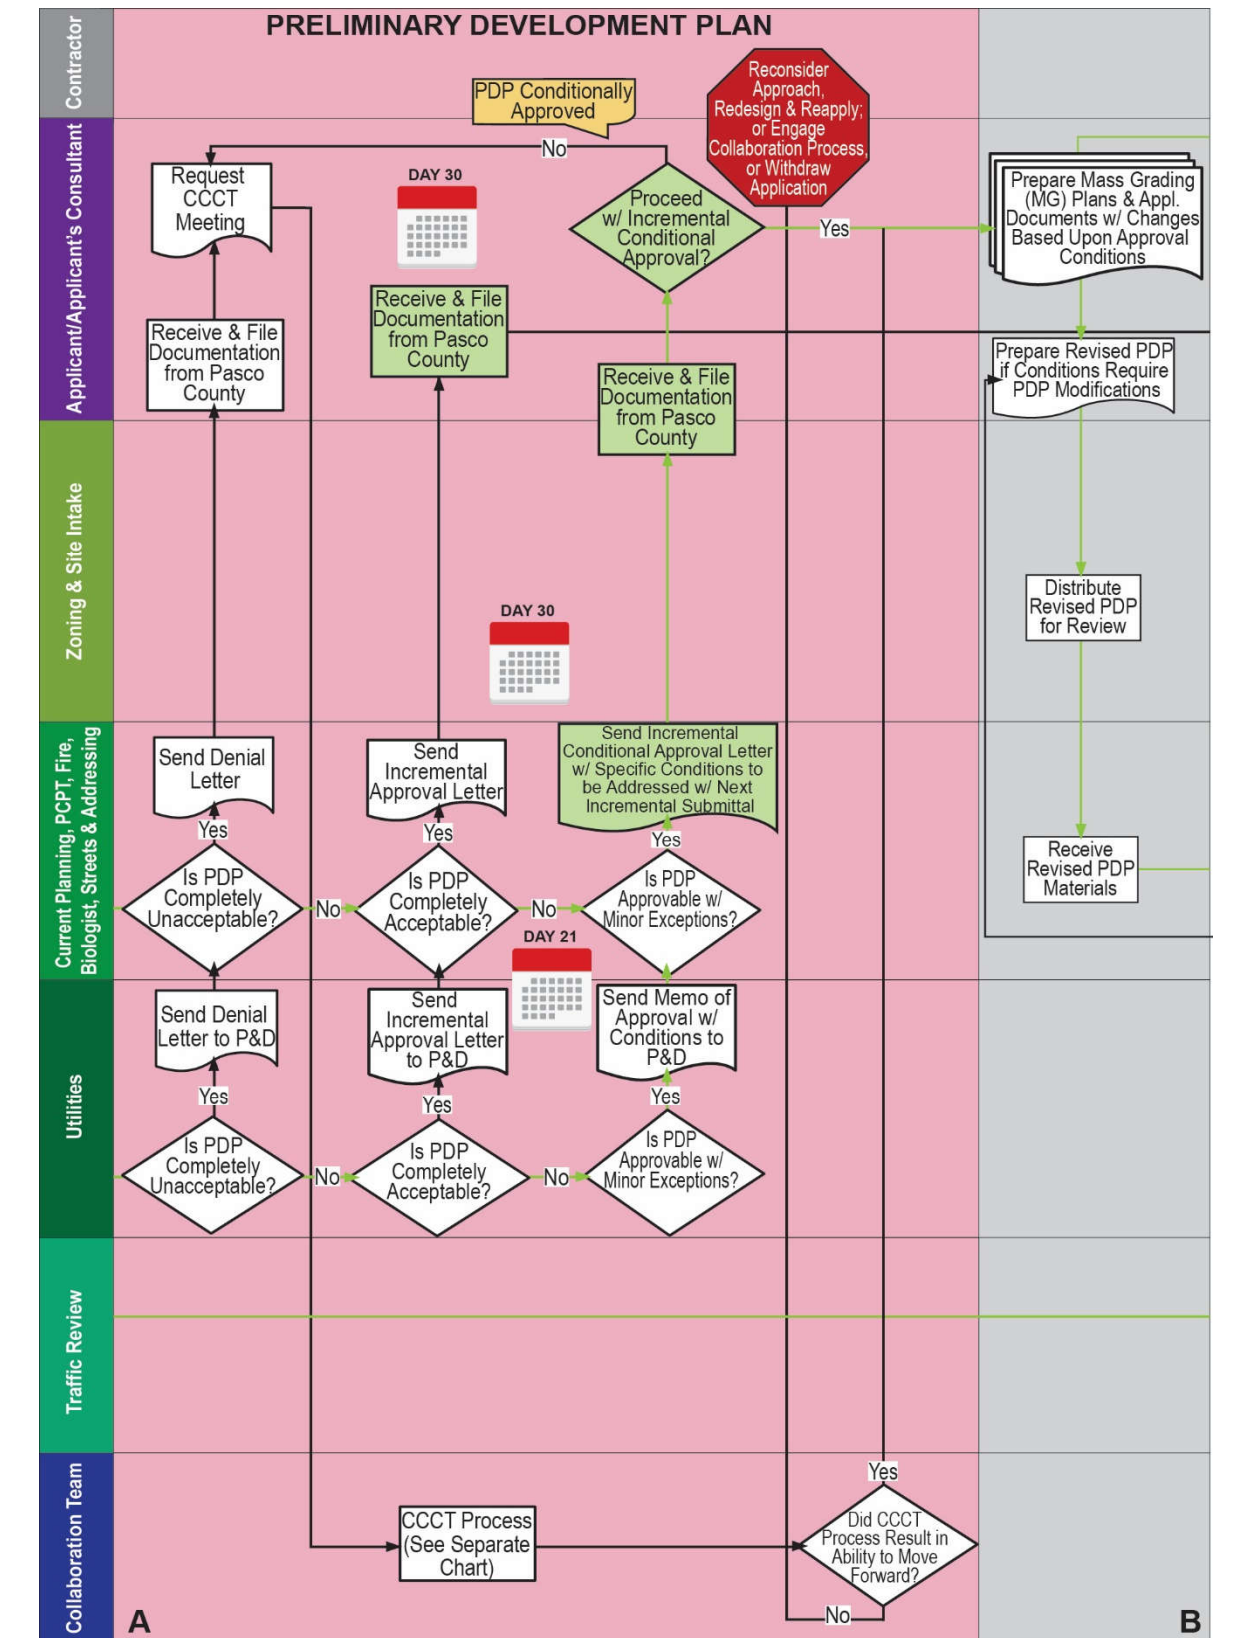 PRELIMINARY DEVELOPMENT PLAN
Contractor
PDP Conditionally
Approved
Reconsider
Approach,
Redesign & Reapply;
or Engage
Collaboration Process,
or Withdraw
Application
Applicant/Applicant's Consultant
No
Request
CCCT
Meeting
DAY 30
Proceed
w/ Incremental
Conditional
Approval?
Yes
Prepare Mass Grading
(MG) Plans & Appl.
Documents w/ Changes
Based Upon Approval
Conditions
Receive & File
Documentation
from Pasco
County
Receive & File
Documentation
from Pasco
County
Receive & File
Documentation
from Pasco
County
Prepare Revised PDP
if Conditions Require
PDP Modifications
Zoning & Site Intake
DAY 30
Distribute
Revised PDP
for Review
Current Planning, PCPT, Fire,
Biologist, Streets & Addressing
Send Denial
Letter
Send
Incremental
Approval Letter
Send Incremental
Conditional Approval Letter
w/ Specific Conditions to
be Addressed w/ Next
Incremental Submittal
Yes
Yes
Yes
Is PDP
Completely
Unacceptable?
No
Is PDP
Completely
Acceptable?
No
Is PDP
Approvable w/
Minor Exceptions?
Receive
Revised PDP
Materials
DAY 21
Utilities
Send Denial
Letter to P&D
Send
Incremental
Approval Letter
to P&D
Send Memo of
Approval w/
Conditions to
P&D
Yes
Yes
Yes
Is PDP
Completely
Unacceptable?
No
Is PDP
Completely
Acceptable?
No
Is PDP
Approvable w/
Minor Exceptions?
Traffic Review
Collaboration Team
CCCT Process
(See Separate
Chart)
Yes
Did CCCT
Process Result in
Ability to Move
Forward?
No
A
B